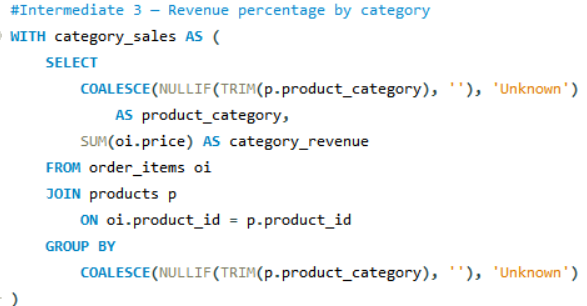 #Intermediate 3 – Revenue percentage by category
WITH category_sales AS (
SELECT
COALESCE(NULLIF(TRIM(p.product_category), ''), 'Unknown')
AS product_category,
SUM(oi.price) AS category_revenue
FROM order_items oi
JOIN products p
ON oi.product_id = p.product_id
GROUP BY
COALESCE(NULLIF(TRIM(p.product_category), ''), 'Unknown')
)